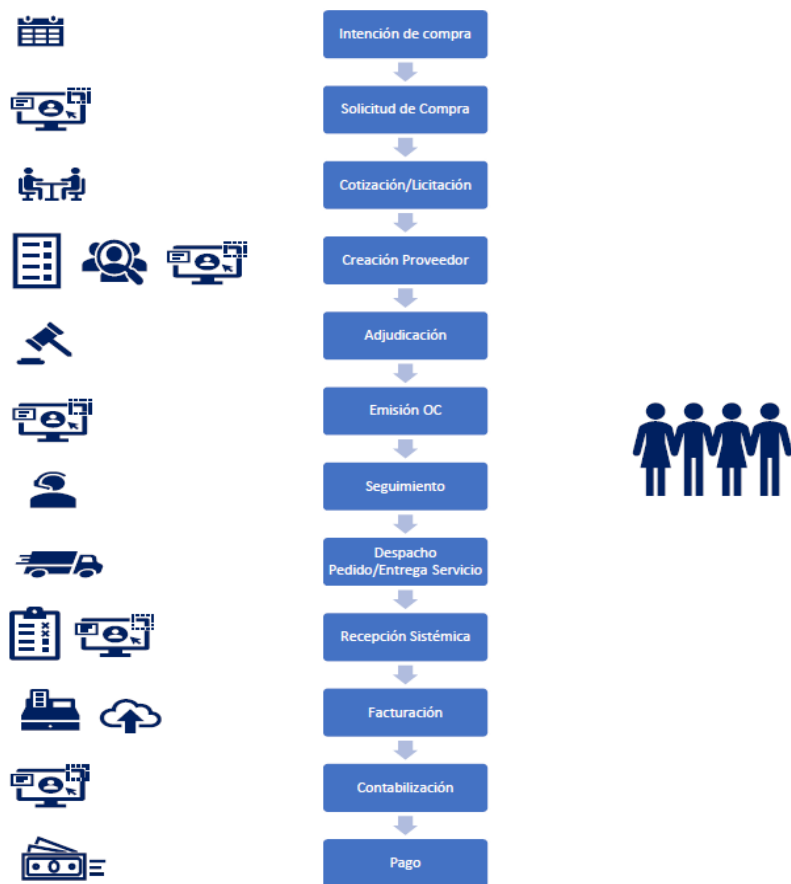 Intención de compra
Solicitud de Compra
Cotización/Licitación
Creación Proveedor
Adjudicación
Emisión OC
Seguimiento
Despacho
Pedido/Entrega Servicio
Recepción Sistémica
Facturación
Contabilización
Pago